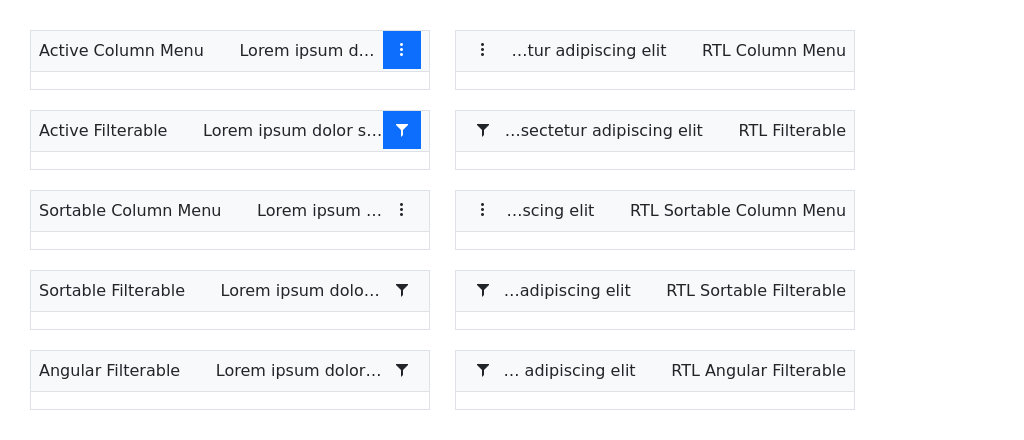 Active Column Menu Lorem ipsum d…
…tur adipiscing elit RTL Column Menu
Active Filterable Lorem ipsum dolor s…
…sectetur adipiscing elit RTL Filterable
Sortable Column Menu Lorem ipsum …
…scing elit RTL Sortable Column Menu
Sortable Filterable Lorem ipsum dolo…
…adipiscing elit RTL Sortable Filterable
Angular Filterable Lorem ipsum dolor…
… adipiscing elit RTL Angular Filterable